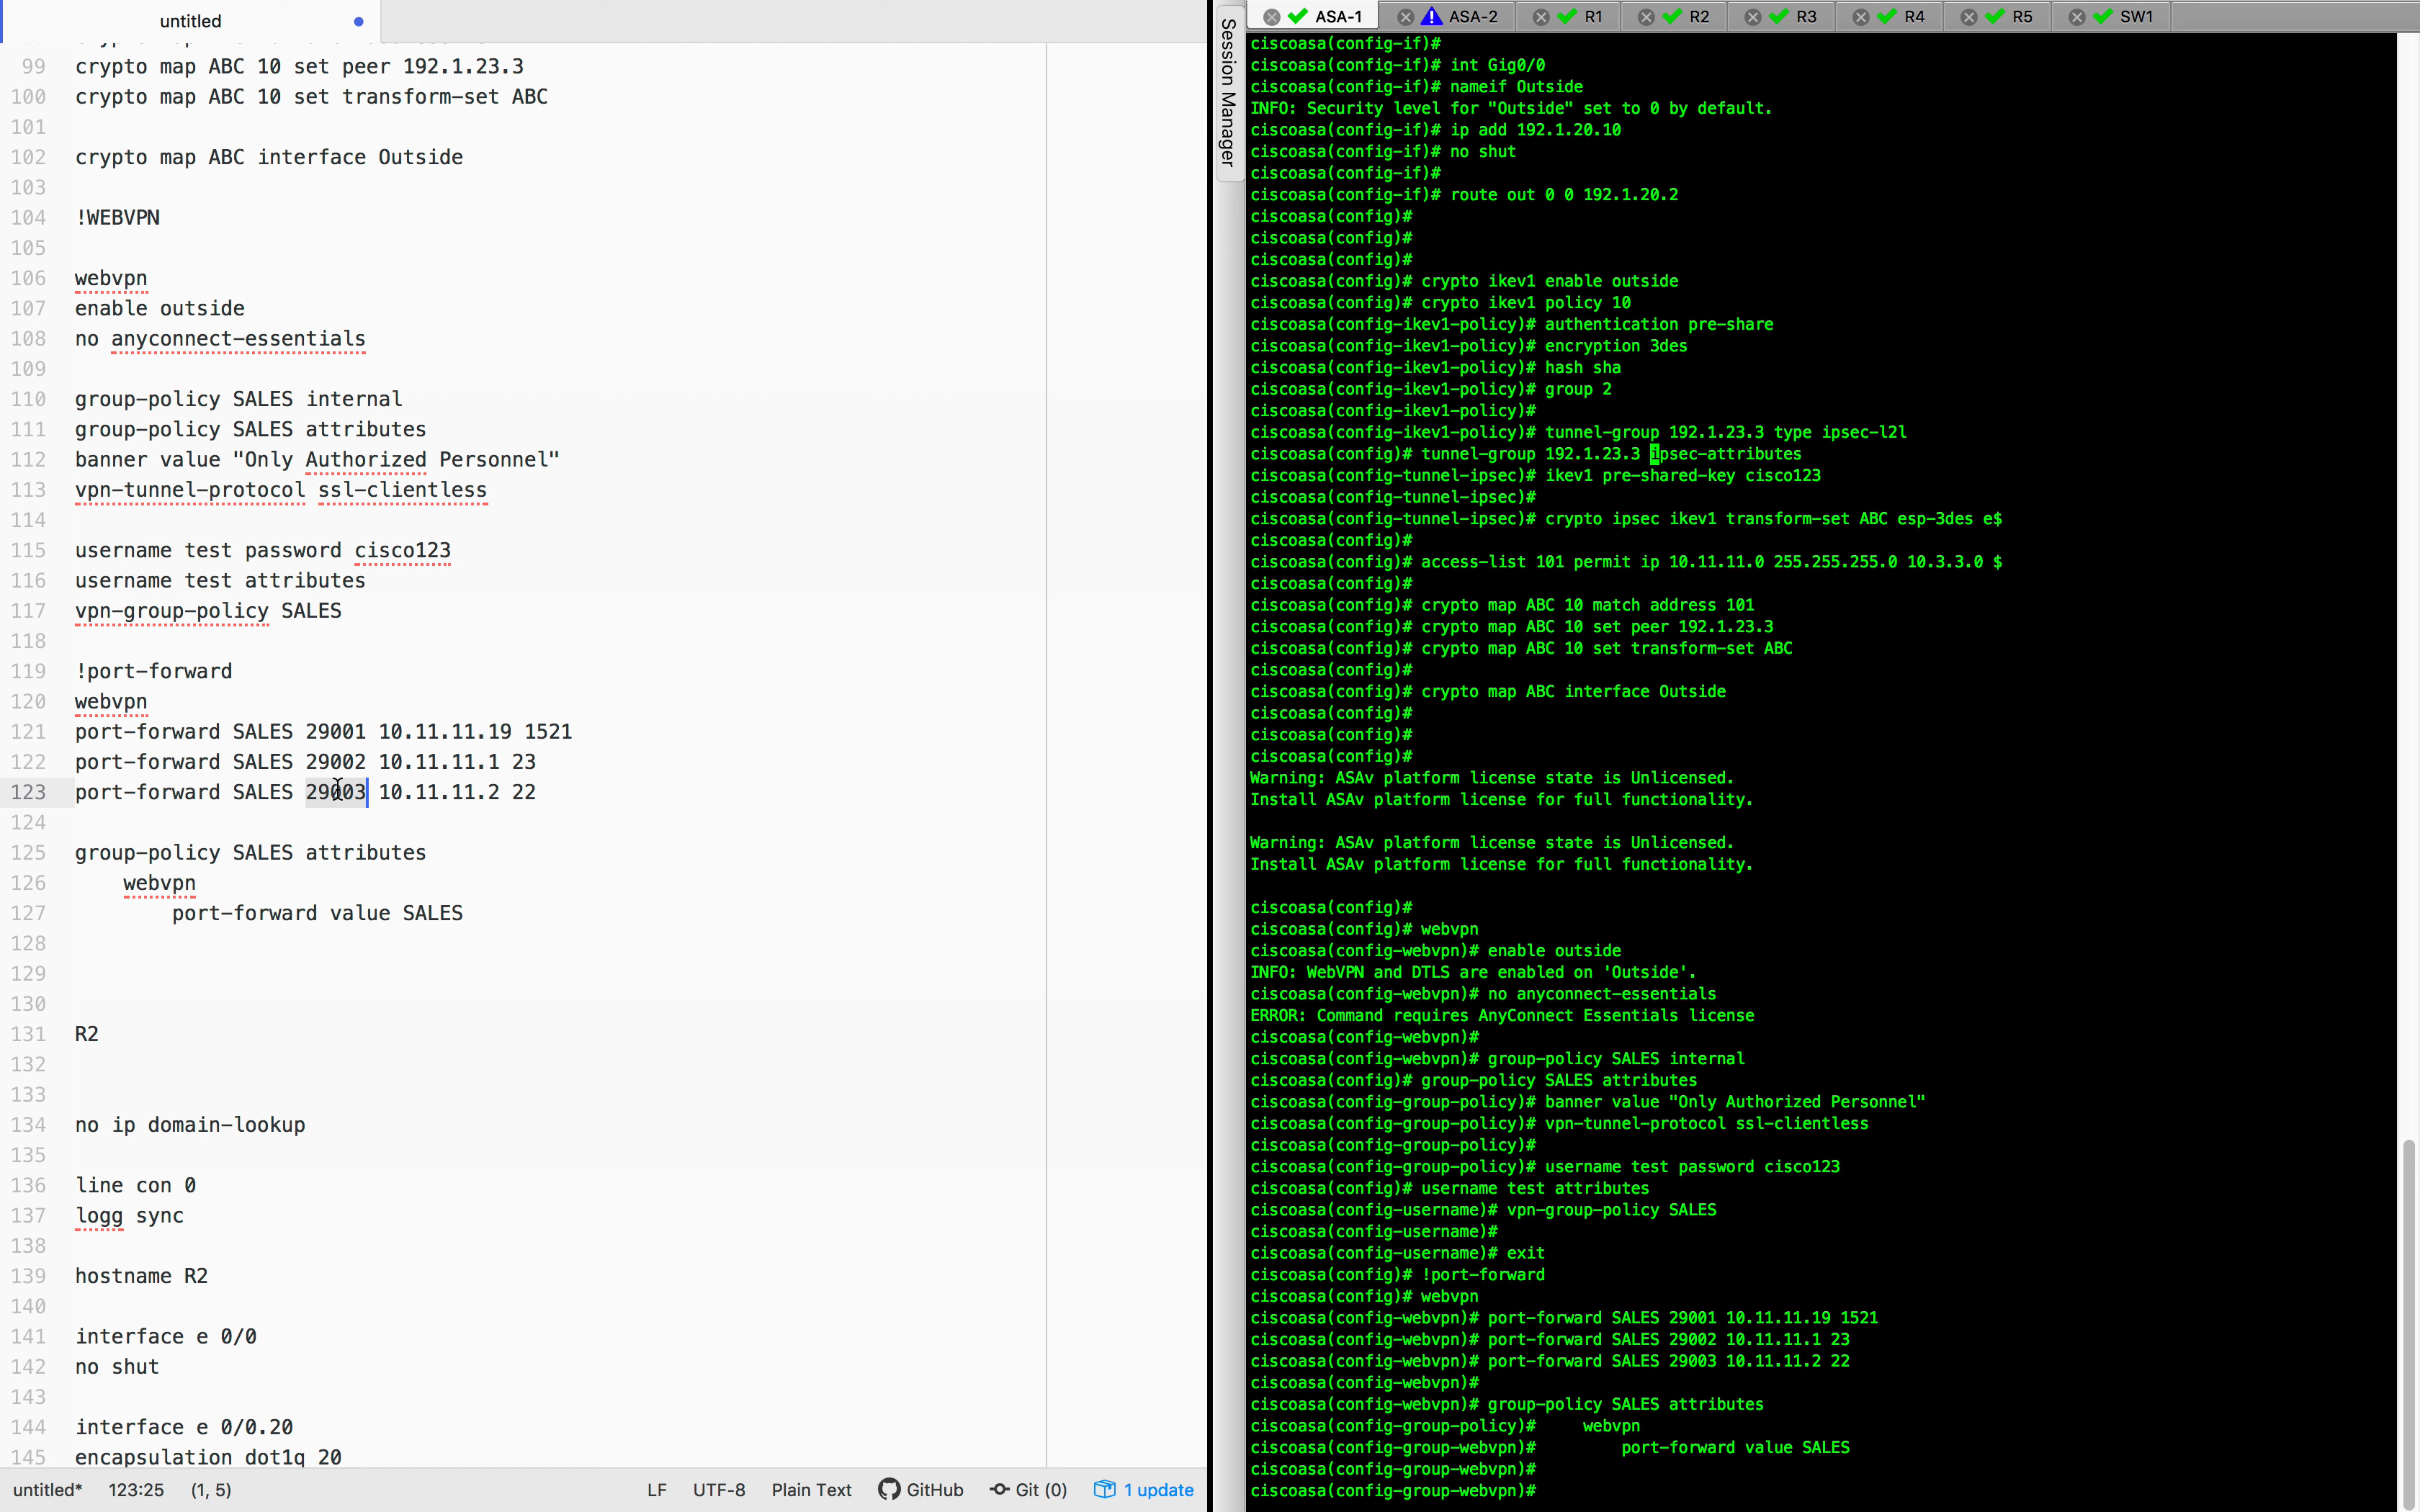 untitled
99 crypto map ABC 10 set peer 192.1.23.3
100 crypto map ABC 10 set transform-set ABC
101
102 crypto map ABC interface Outside
103
104 !WEBVPN
105
106 webvpn
107 enable outside
108 no anyconnect-essentials
109
110 group-policy SALES internal
111 group-policy SALES attributes
112 banner value "Only Authorized Personnel"
113 vpn-tunnel-protocol ssl-clientless
114
115 username test password cisco123
116 username test attributes
117 vpn-group-policy SALES
118
119 !port-forward
120 webvpn
121 port-forward SALES 29001 10.11.11.19 1521
122 port-forward SALES 29002 10.11.11.1 23
123 port-forward SALES 29003 10.11.11.2 22
124
125 group-policy SALES attributes
126 webvpn
127 port-forward value SALES
128
129
130
131 R2
132
133
134 no ip domain-lookup
135
136 line con 0
137 logg sync
138
139 hostname R2
140
141 interface e 0/0
142 no shut
143
144 interface e 0/0.20
145 encapsulation dot1q 20
untitled* 123:25 (1, 5) LF UTF-8 Plain Text GitHub Git (0) 1 update
Session Manager
ASA-1 ASA-2 R1 R2 R3 R4 R5 SW1
ciscoasa(config-if)#
ciscoasa(config-if)# int Gig0/0
ciscoasa(config-if)# nameif Outside
INFO: Security level for "Outside" set to 0 by default.
ciscoasa(config-if)# ip add 192.1.20.10
ciscoasa(config-if)# no shut
ciscoasa(config-if)#
ciscoasa(config-if)# route out 0 0 192.1.20.2
ciscoasa(config)#
ciscoasa(config)#
ciscoasa(config)#
ciscoasa(config)# crypto ikev1 enable outside
ciscoasa(config)# crypto ikev1 policy 10
ciscoasa(config-ikev1-policy)# authentication pre-share
ciscoasa(config-ikev1-policy)# encryption 3des
ciscoasa(config-ikev1-policy)# hash sha
ciscoasa(config-ikev1-policy)# group 2
ciscoasa(config-ikev1-policy)#
ciscoasa(config-ikev1-policy)# tunnel-group 192.1.23.3 type ipsec-l2l
ciscoasa(config)# tunnel-group 192.1.23.3 ipsec-attributes
ciscoasa(config-tunnel-ipsec)# ikev1 pre-shared-key cisco123
ciscoasa(config-tunnel-ipsec)#
ciscoasa(config-tunnel-ipsec)# crypto ipsec ikev1 transform-set ABC esp-3des e$
ciscoasa(config)#
ciscoasa(config)# access-list 101 permit ip 10.11.11.0 255.255.255.0 10.3.3.0 $
ciscoasa(config)#
ciscoasa(config)# crypto map ABC 10 match address 101
ciscoasa(config)# crypto map ABC 10 set peer 192.1.23.3
ciscoasa(config)# crypto map ABC 10 set transform-set ABC
ciscoasa(config)#
ciscoasa(config)# crypto map ABC interface Outside
ciscoasa(config)#
ciscoasa(config)#
ciscoasa(config)#
Warning: ASAv platform license state is Unlicensed.
Install ASAv platform license for full functionality.
Warning: ASAv platform license state is Unlicensed.
Install ASAv platform license for full functionality.
ciscoasa(config)#
ciscoasa(config)# webvpn
ciscoasa(config-webvpn)# enable outside
INFO: WebVPN and DTLS are enabled on 'Outside'.
ciscoasa(config-webvpn)# no anyconnect-essentials
ERROR: Command requires AnyConnect Essentials license
ciscoasa(config-webvpn)#
ciscoasa(config-webvpn)# group-policy SALES internal
ciscoasa(config)# group-policy SALES attributes
ciscoasa(config-group-policy)# banner value "Only Authorized Personnel"
ciscoasa(config-group-policy)# vpn-tunnel-protocol ssl-clientless
ciscoasa(config-group-policy)#
ciscoasa(config-group-policy)# username test password cisco123
ciscoasa(config)# username test attributes
ciscoasa(config-username)# vpn-group-policy SALES
ciscoasa(config-username)#
ciscoasa(config-username)# exit
ciscoasa(config)# !port-forward
ciscoasa(config)# webvpn
ciscoasa(config-webvpn)# port-forward SALES 29001 10.11.11.19 1521
ciscoasa(config-webvpn)# port-forward SALES 29002 10.11.11.1 23
ciscoasa(config-webvpn)# port-forward SALES 29003 10.11.11.2 22
ciscoasa(config-webvpn)#
ciscoasa(config-webvpn)# group-policy SALES attributes
ciscoasa(config-group-policy)# webvpn
ciscoasa(config-group-webvpn)# port-forward value SALES
ciscoasa(config-group-webvpn)#
ciscoasa(config-group-webvpn)#